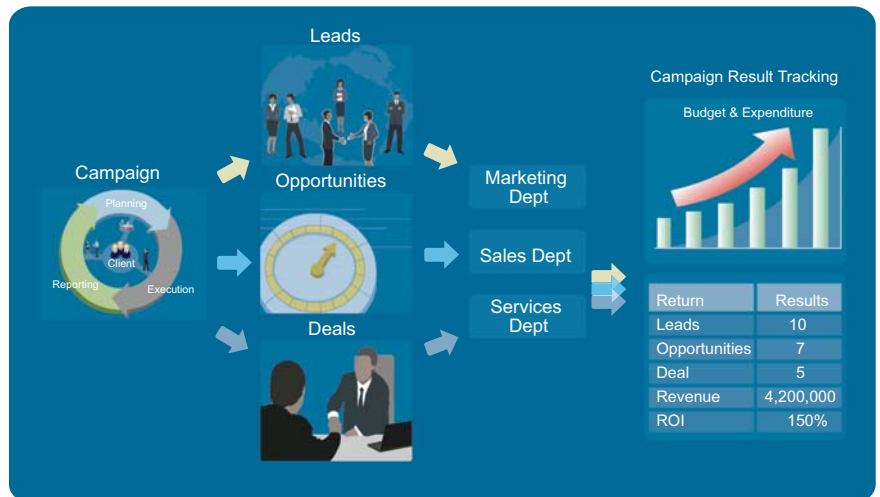 Leads
Campaign Result Tracking
Budget & Expenditure
Campaign
Planning
Client
Reporting
Execution
Opportunities
Deals
Marketing
Dept
Sales Dept
Services
Dept
Return Results
Leads 10
Opportunities 7
Deal 5
Revenue 4,200,000
ROI 150%